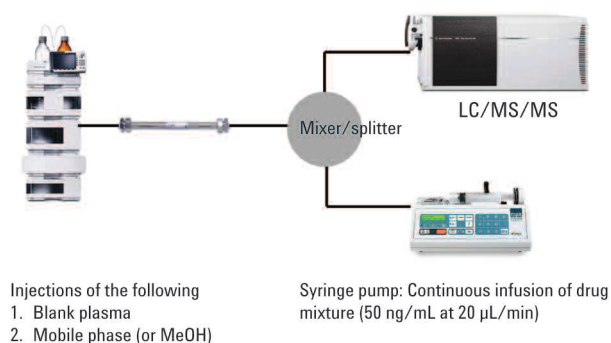 LC/MS/MS
Mixer/splitter
Injections of the following
1. Blank plasma
2. Mobile phase (or MeOH)
Syringe pump: Continuous infusion of drug
mixture (50 ng/mL at 20 µL/min)